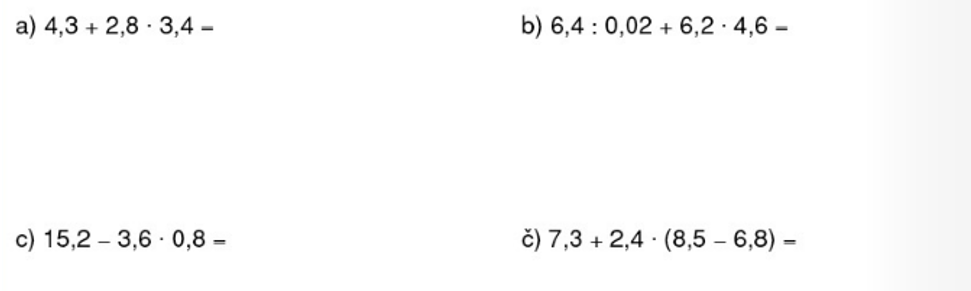 a) 4,3 + 2,8 · 3,4 =
b) 6,4 : 0,02 + 6,2 · 4,6 =
c) 15,2 – 3,6 · 0,8 =
č) 7,3 + 2,4 · (8,5 – 6,8) =